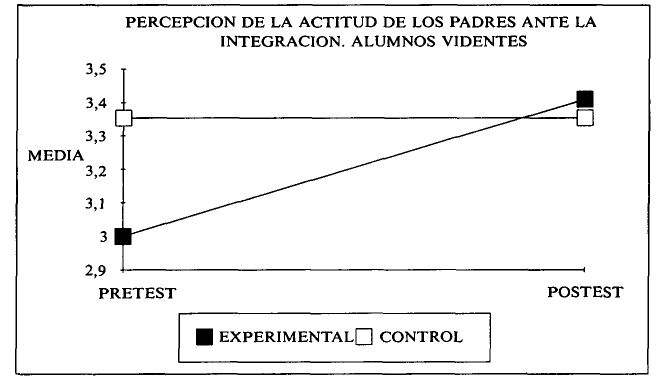 PERCEPCION DE LA ACTITUD DE LOS PADRES ANTE LA
INTEGRACION. ALUMNOS VIDENTES
3,5
3,4
3,3
MEDIA
3,2
3,1
3
2,9
PRETEST
POSTEST
EXPERIMENTAL
CONTROL